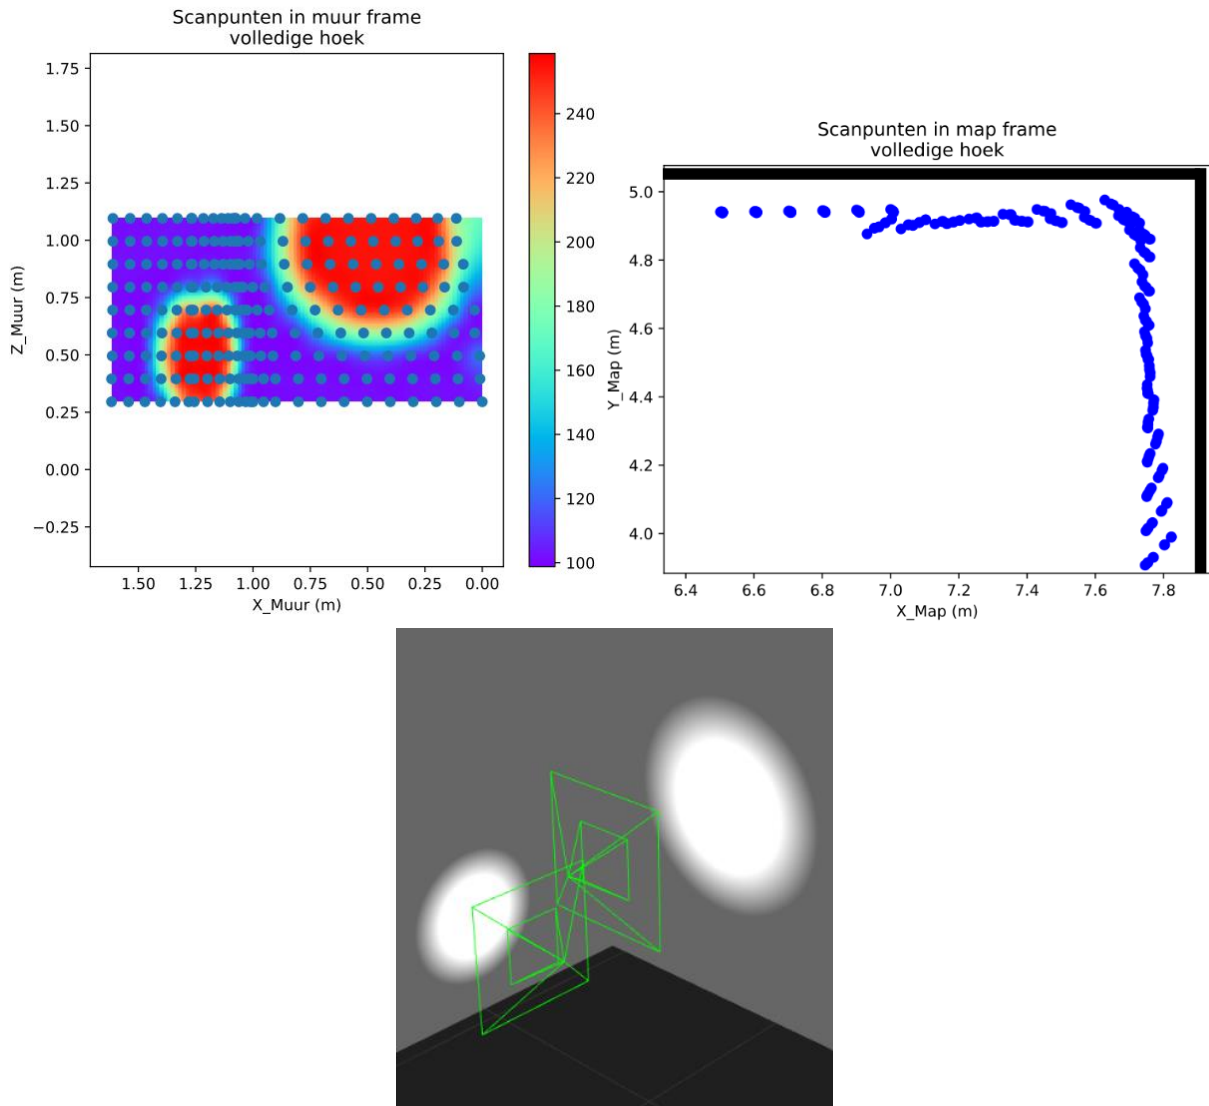 Scanpunten in muur frame
volledige hoek
Z_Muur (m)
1.75
1.50
1.25
1.00
0.75
0.50
0.25
0.00
−0.25
1.50 1.25 1.00 0.75 0.50 0.25 0.00
X_Muur (m)
240
220
200
180
160
140
120
100
Scanpunten in map frame
volledige hoek
Y_Map (m)
5.0
4.8
4.6
4.4
4.2
4.0
6.4 6.6 6.8 7.0 7.2 7.4 7.6 7.8
X_Map (m)